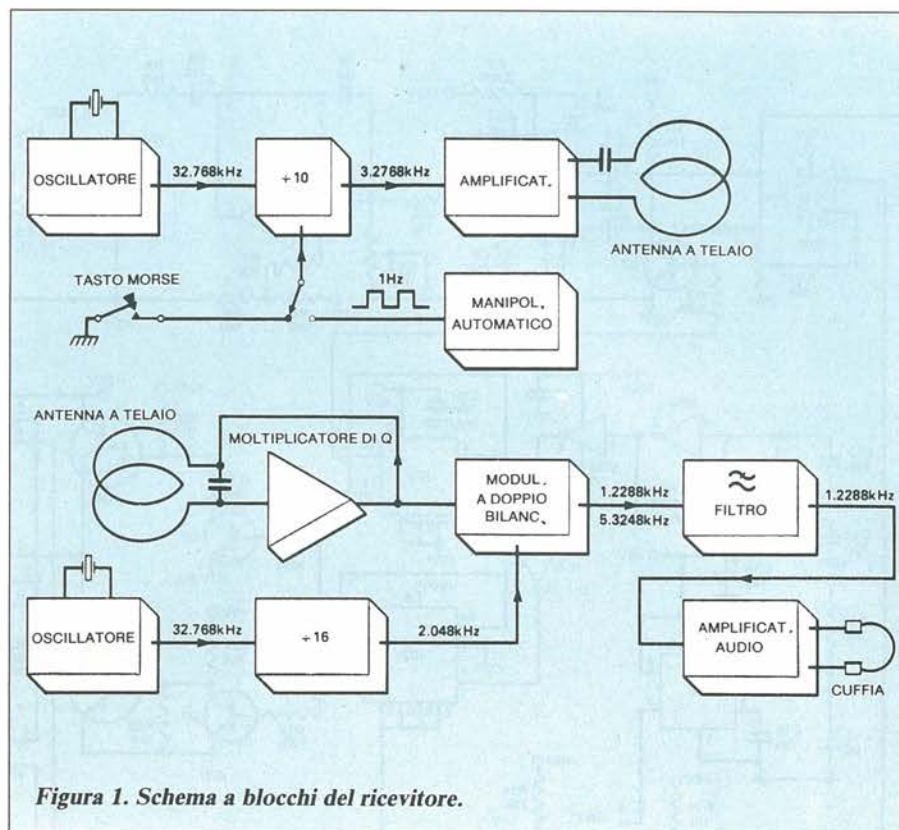 OSCILLATORE
32.768kHz
÷10
3.2768kHz
AMPLIFICAT.
ANTENNA A TELAIO
TASTO MORSE
1Hz
MANIPOL.
AUTOMATICO
ANTENNA A TELAIO
MOLTIPLICATORE DI Q
MODUL.
A DOPPIO
BILANC.
1.2288kHz
5.3248kHz
FILTRO
1.2288kHz
OSCILLATORE
32.768kHz
÷16
2.048kHz
AMPLIFICAT.
AUDIO
CUFFIA
Figura 1. Schema a blocchi del ricevitore.